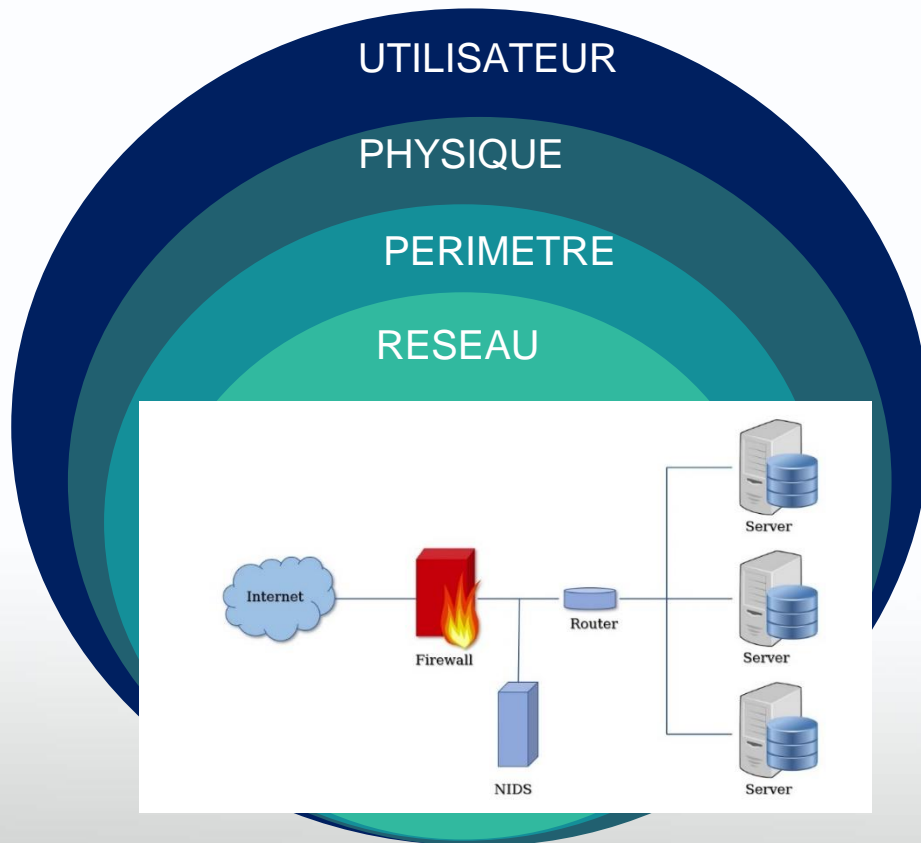 UTILISATEUR
PHYSIQUE
PERIMETRE
RESEAU
Server
Internet
Router
Firewall
Server
NIDS
Server